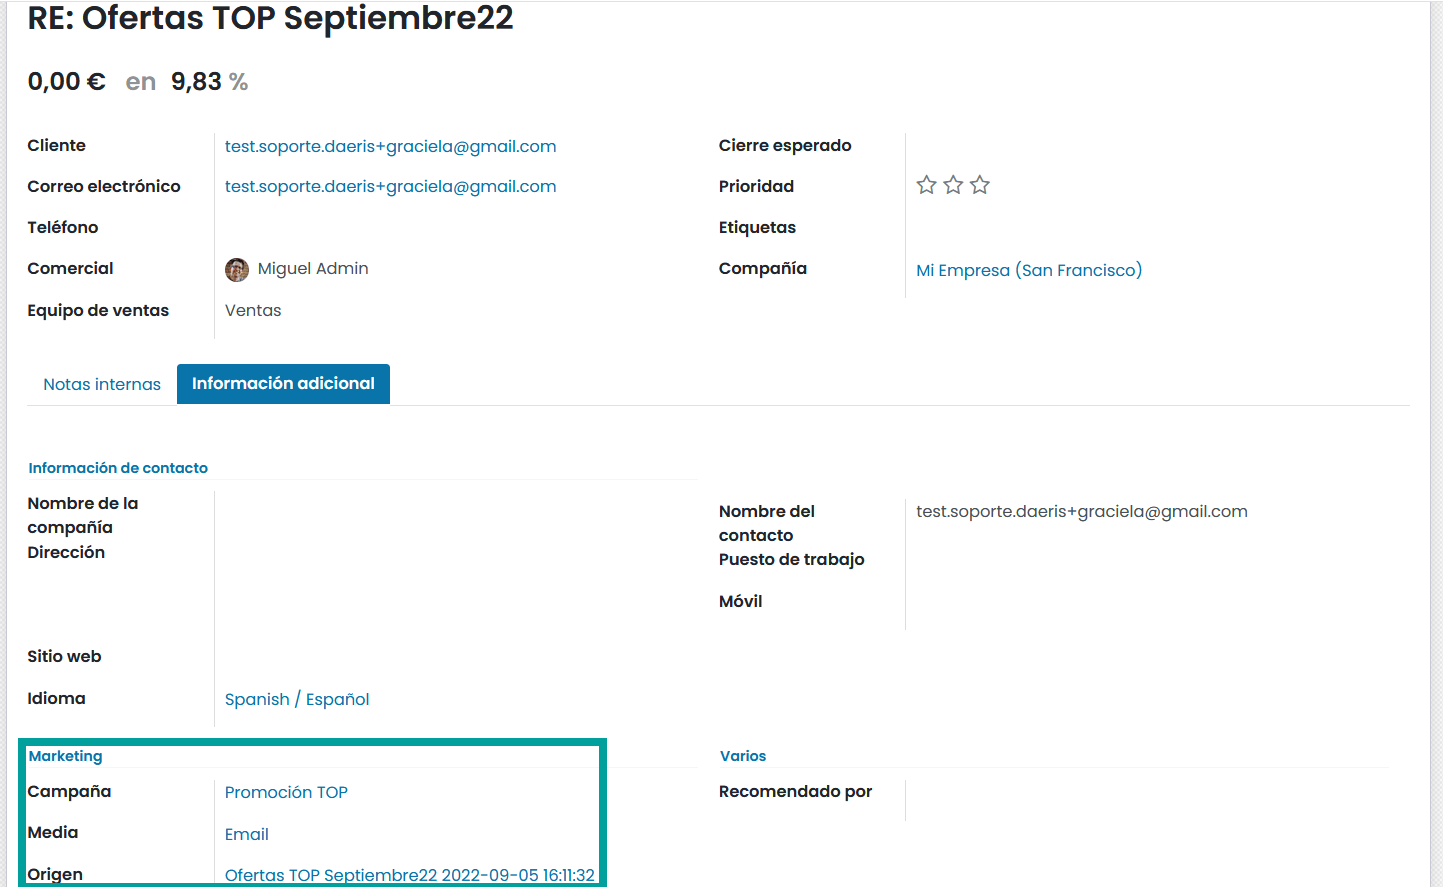 RE: Ofertas TOP Septiembre22
0,00 € en 9,83 %
Cliente test.soporte.daeris+graciela@gmail.com
Correo electrónico test.soporte.daeris+graciela@gmail.com
Teléfono
Comercial Miguel Admin
Equipo de ventas Ventas
Cierre esperado
Prioridad
Etiquetas
Compañía Mi Empresa (San Francisco)
Notas internas Información adicional
Información de contacto
Nombre de la
compañía
Dirección
Sitio web
Idioma Spanish / Español
Nombre del test.soporte.daeris+graciela@gmail.com
contacto
Puesto de trabajo
Móvil
Marketing
Campaña Promoción TOP
Media Email
Origen Ofertas TOP Septiembre22 2022-09-05 16:11:32
Varios
Recomendado por